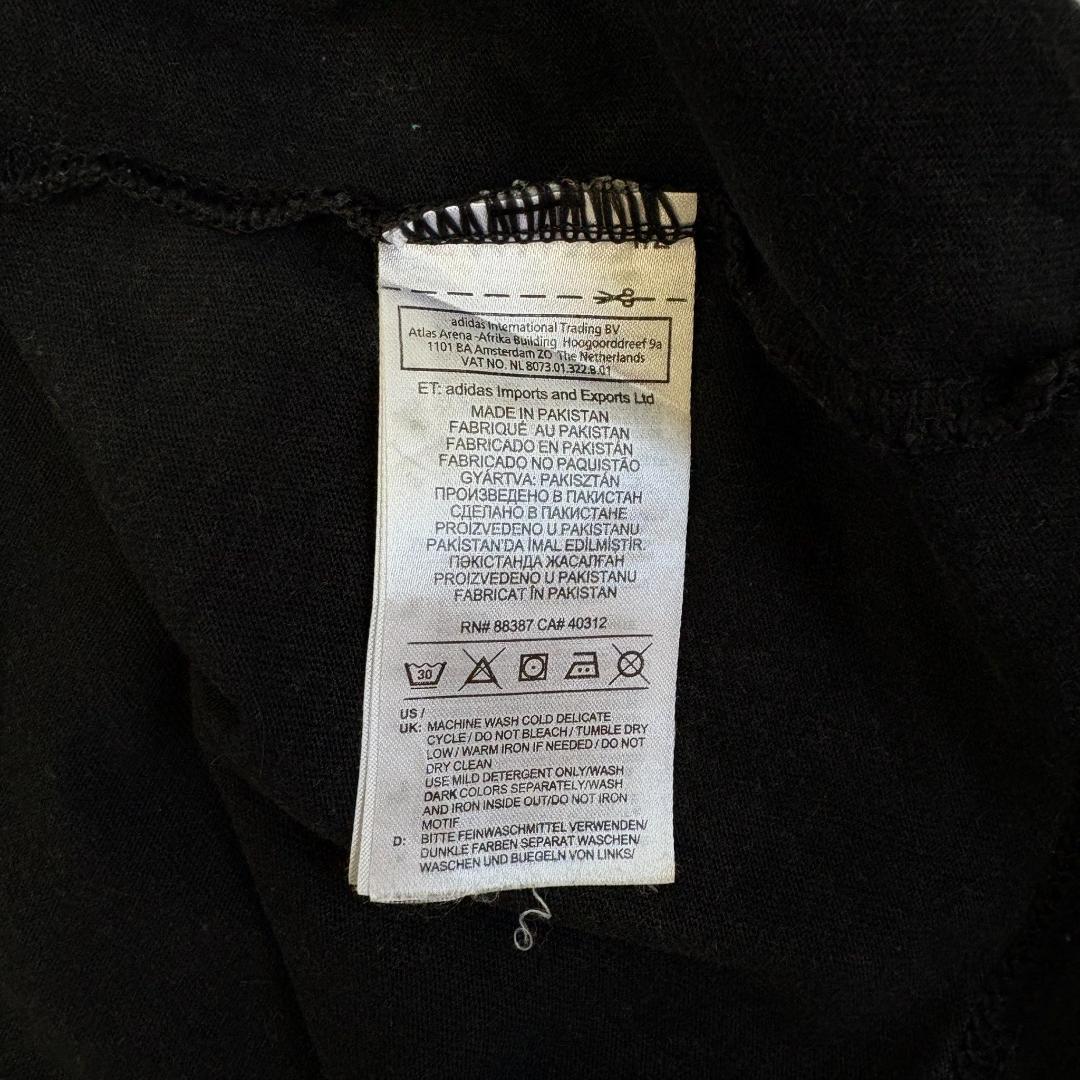 adidas International Trading BV
Atlas Arena -Afrika Building Hoogoorddreef 9a
1101 BA Amsterdam ZO The Netherlands
VAT NO. NL 8073.01.322.B.01
ET: adidas Imports and Exports Ltd
MADE IN PAKISTAN
FABRIQUÉ AU PAKISTAN
FABRICADO EN PAKISTÁN
FABRICADO NO PAQUISTÃO
GYÁRTVA: PAKISZTÁN
ПРОИЗВЕДЕНО В ПАКИСТАН
СДЕЛАНО В ПАКИСТАНЕ
PROIZVEDENO U PAKISTANU
PAKİSTAN'DA İMAL EDİLMİSTİR.
ПӘКІСТАНДА ЖАСАЛҒАН
PROIZVEDENO U PAKISTANU
FABRICAT ÎN PAKISTAN
RN# 88387 CA# 40312
30
US /
UK: MACHINE WASH COLD DELICATE
CYCLE / DO NOT BLEACH / TUMBLE DRY
LOW / WARM IRON IF NEEDED / DO NOT
DRY CLEAN
USE MILD DETERGENT ONLY/WASH
DARK COLORS SEPARATELY/WASH
AND IRON INSIDE OUT/DO NOT IRON
MOTIF
D: BITTE FEINWASCHMITTEL VERWENDEN/
DUNKLE FARBEN SEPARAT WASCHEN/
WASCHEN UND BUEGELN VON LINKS/